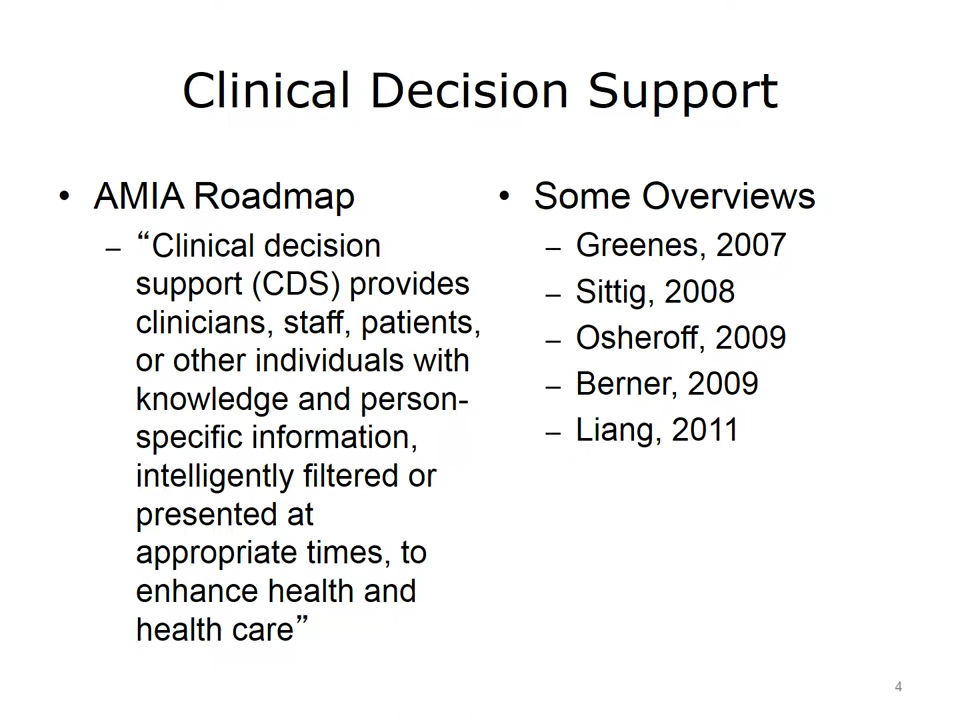 Clinical Decision Support
• AMIA Roadmap
– “Clinical decision
support (CDS) provides
clinicians, staff, patients,
or other individuals with
knowledge and person-
specific information,
intelligently filtered or
presented at
appropriate times, to
enhance health and
health care”
• Some Overviews
– Greenes, 2007
– Sittig, 2008
– Osheroff, 2009
– Berner, 2009
– Liang, 2011
4